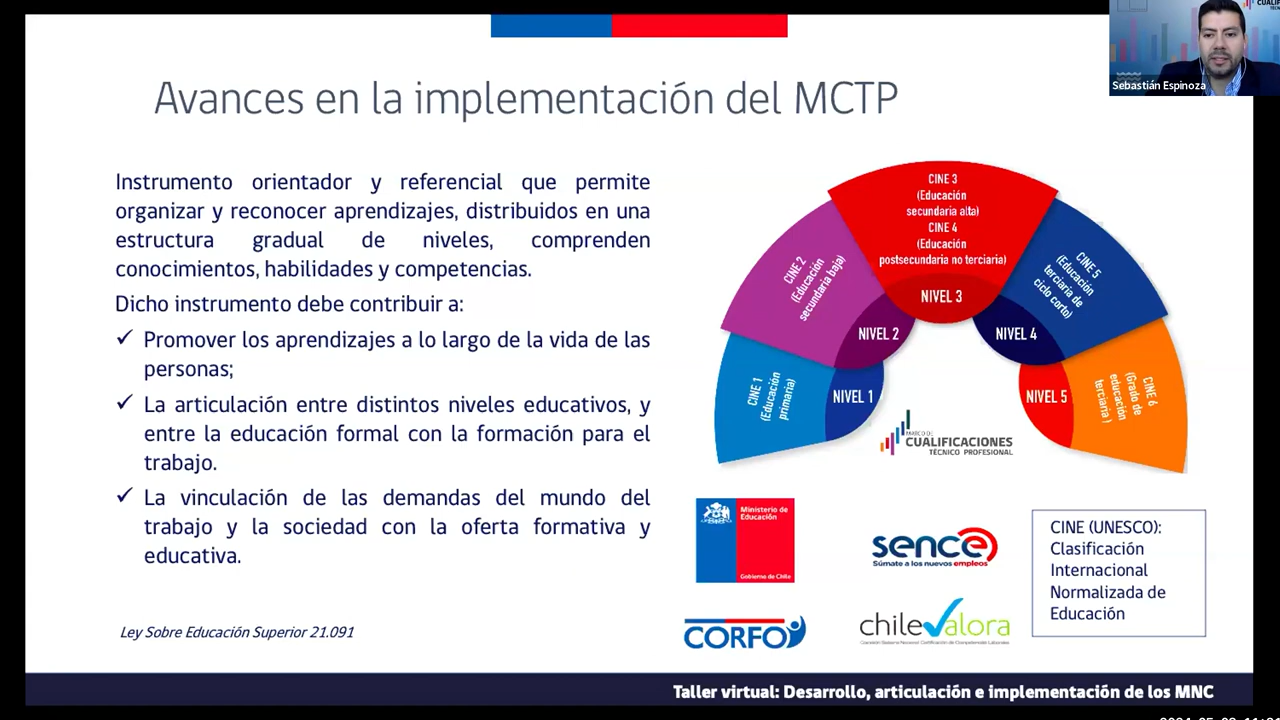 Avances en la implementación del MCTP
Sebastián Espinoza
Instrumento orientador y referencial que permite
organizar y reconocer aprendizajes, distribuidos en una
estructura gradual de niveles, comprenden
conocimientos, habilidades y competencias.
Dicho instrumento debe contribuir a:
✓ Promover los aprendizajes a lo largo de la vida de las
personas;
✓ La articulación entre distintos niveles educativos, y
entre la educación formal con la formación para el
trabajo.
✓ La vinculación de las demandas del mundo del
trabajo y la sociedad con la oferta formativa y
educativa.
Ley Sobre Educación Superior 21.091
CINE 1
(Educación
primaria)
NIVEL 1
CINE 2
(Educación
secundaria baja)
NIVEL 2
CINE 3
(Educación
secundaria alta)
CINE 4
(Educación
postsecundaria no terciaria)
NIVEL 3
CINE 5
(Educación
terciaria de
ciclo corto)
NIVEL 4
CINE 6
(Grado de
educación
terciaria )
NIVEL 5
MARCO DE
CUALIFICACIONES
TÉCNICO PROFESIONAL
Ministerio de
Educación
Gobierno de Chile
sence
Súmate a los nuevos empleos
CORFO
chilevalora
Comisión Sistema Nacional Certificación de Competencias Laborales
CINE (UNESCO):
Clasificación
Internacional
Normalizada de
Educación
Taller virtual: Desarrollo, articulación e implementación de los MNC